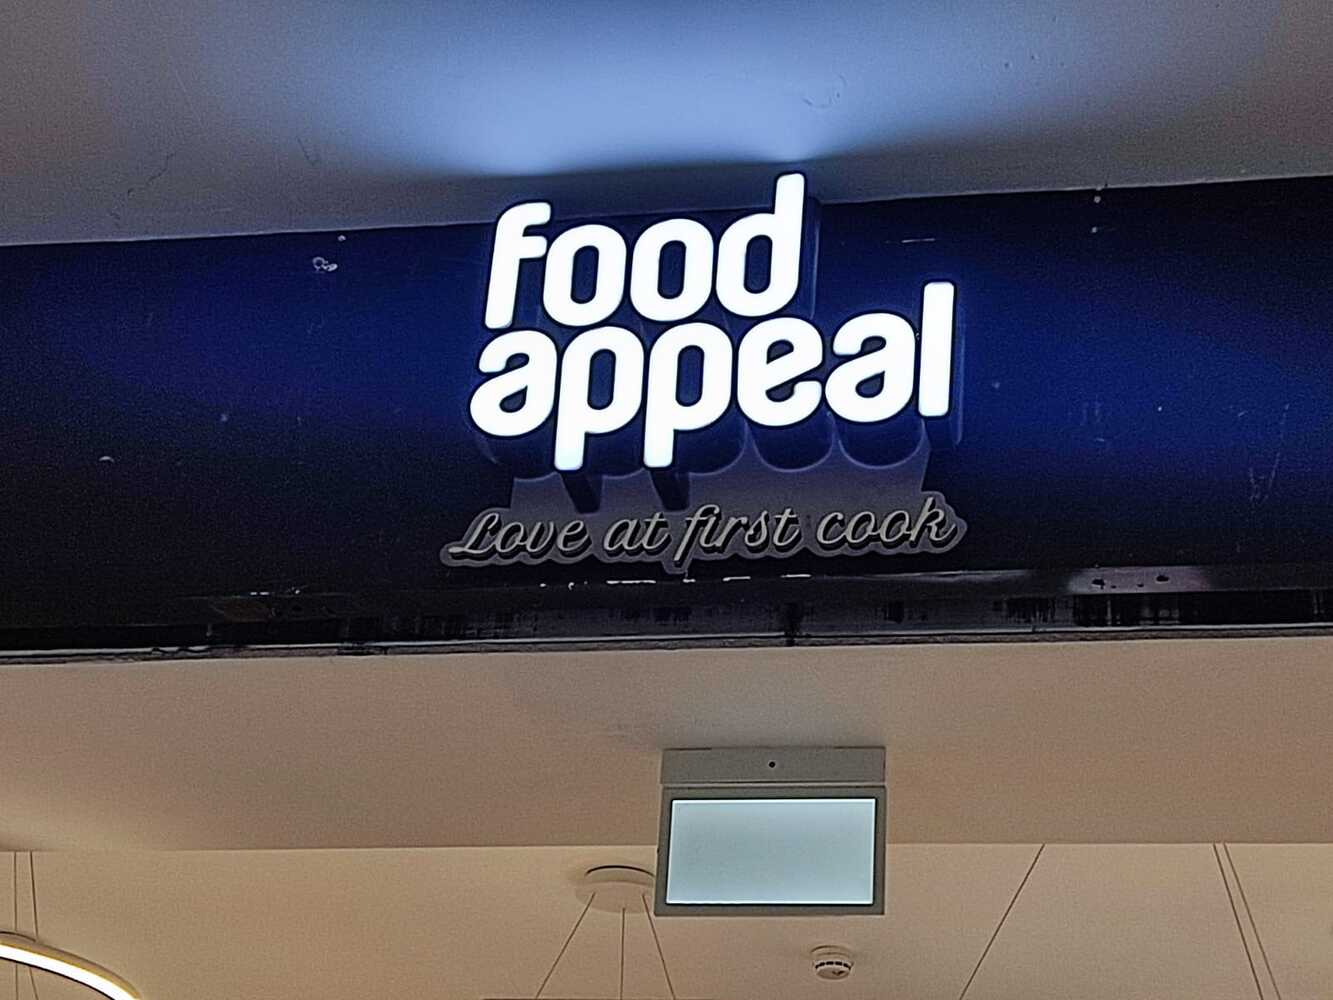 food
appeal
Love at first cook